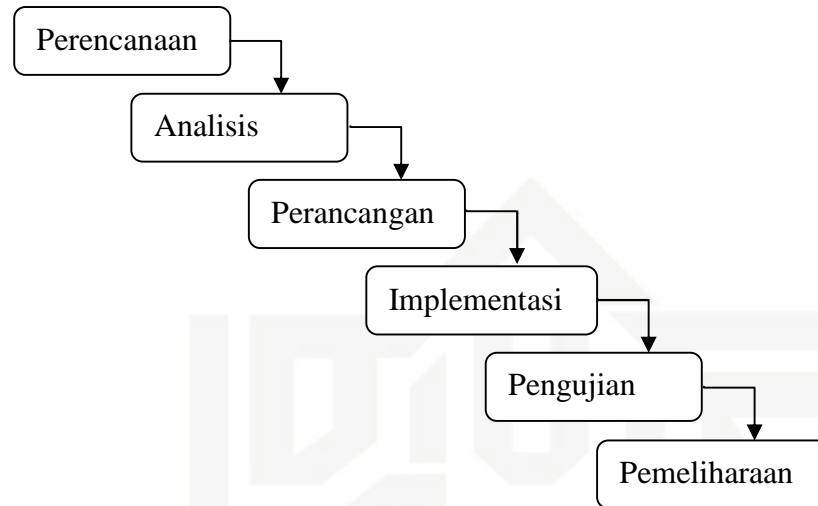 Perencanaan
Analisis
Perancangan
Implementasi
Pengujian
Pemeliharaan